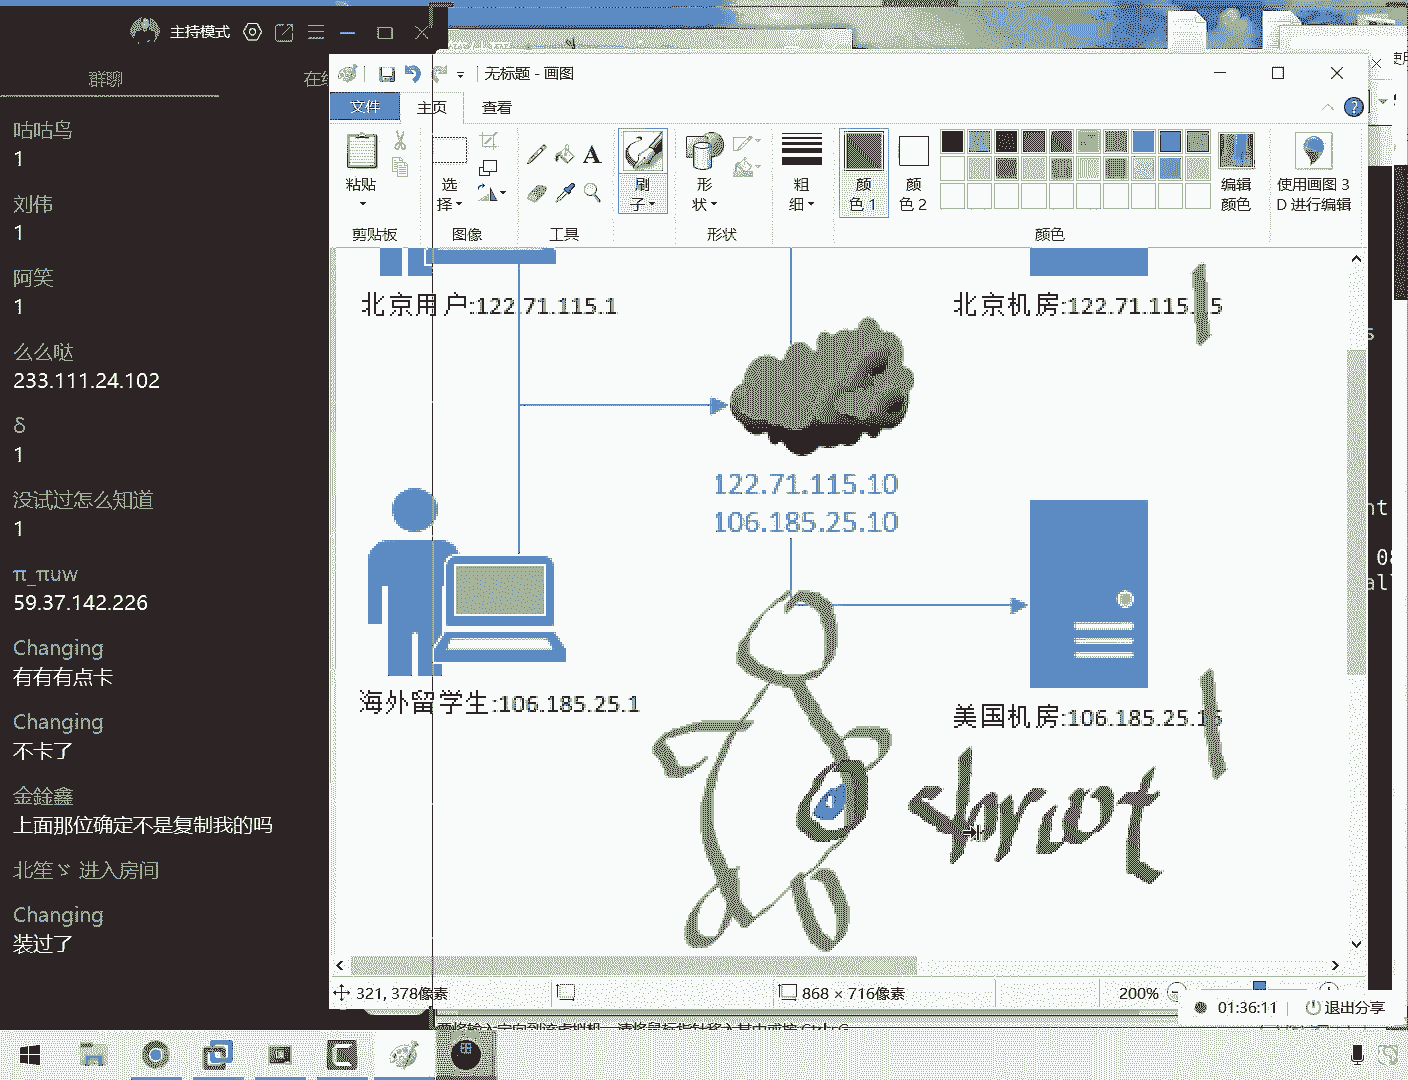 主持模式
群聊
咕咕鸟
1
刘伟
1
阿笑
1
么么哒
233.111.24.102
δ
1
没试过怎么知道
1
π_πuw
59.37.142.226
Changing
有有有点卡
Changing
不卡了
金銓鑫
上面那位确定不是复制我的吗
北笙ゞ 进入房间
Changing
装过了
无标题 - 画图
文件
主页
查看
粘贴
剪贴板
选择
图像
A
工具
刷子
形状
形状
粗细
颜色 1
颜色 2
颜色
编辑颜色
使用画图 3D 进行编辑
北京用户:122.71.115.1
北京机房:122.71.115.
122.71.115.10
106.185.25.10
海外留学生:106.185.25.1
美国机房:106.185.25.15
321, 378像素
868 × 716像素
200%
01:36:11
退出分享